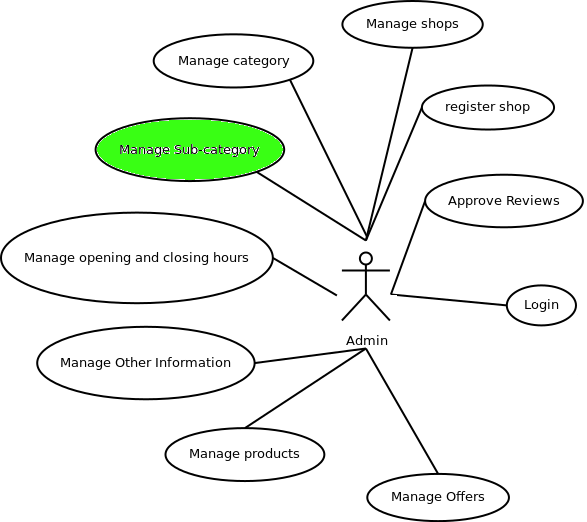 Manage shops
Manage category
register shop
Manage Sub-category
Approve Reviews
Manage opening and closing hours
Login
Admin
Manage Other Information
Manage products
Manage Offers